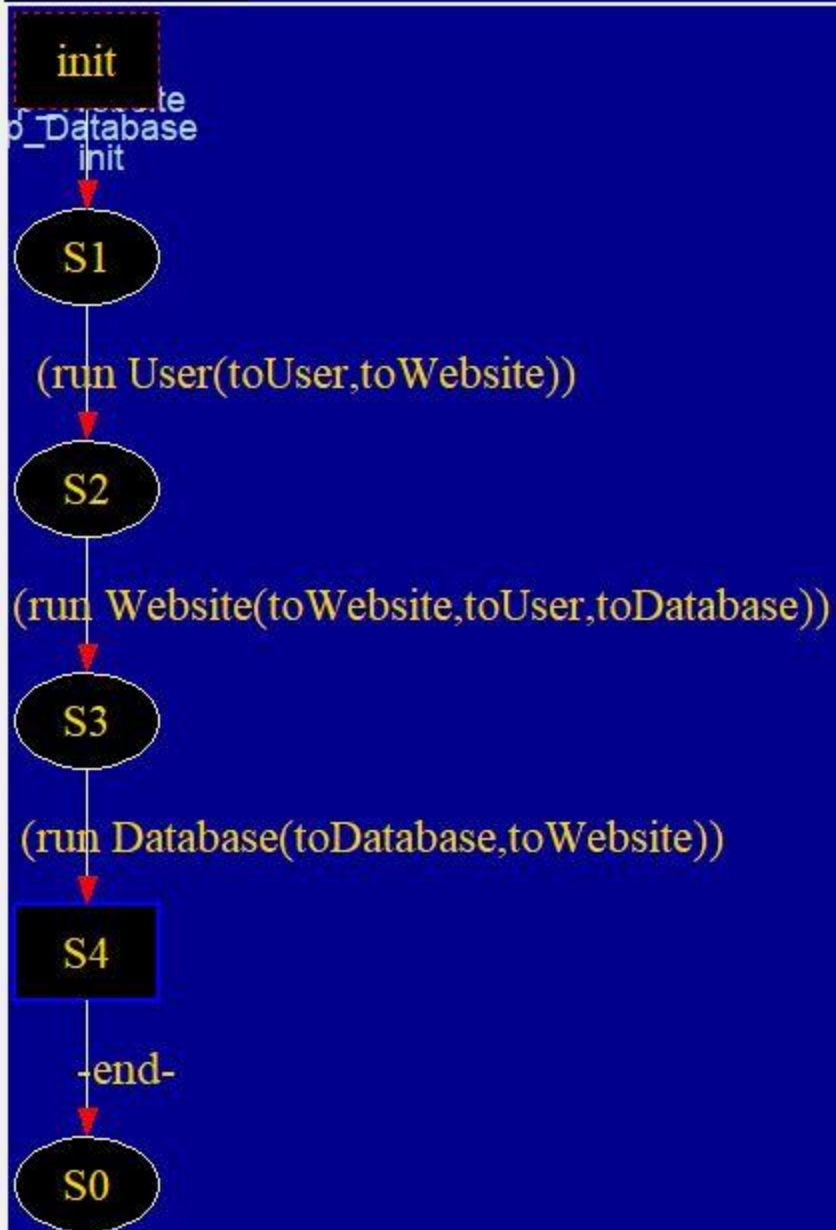 init
p_Database
init
S1
(run User(toUser,toWebsite))
S2
(run Website(toWebsite,toUser,toDatabase))
S3
(run Database(toDatabase,toWebsite))
S4
-end-
S0